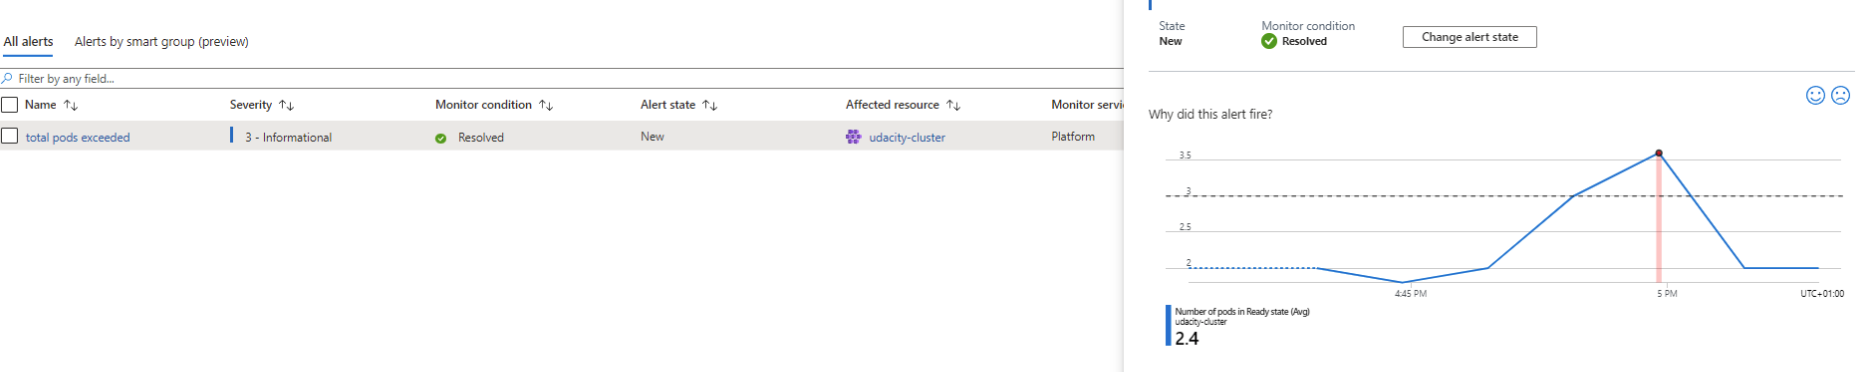 All alerts
Alerts by smart group (preview)
Filter by any field...
Name ↑↓
Severity ↑↓
Monitor condition ↑↓
Alert state ↑↓
Affected resource ↑↓
Monitor servi
total pods exceeded
3 - Informational
Resolved
New
udacity-cluster
Platform
State
New
Monitor condition
Resolved
Change alert state
Why did this alert fire?
3.5
3
2.5
2
4:45 PM
5 PM
UTC+01:00
Number of pods in Ready state (Avg)
udacity-cluster
2.4